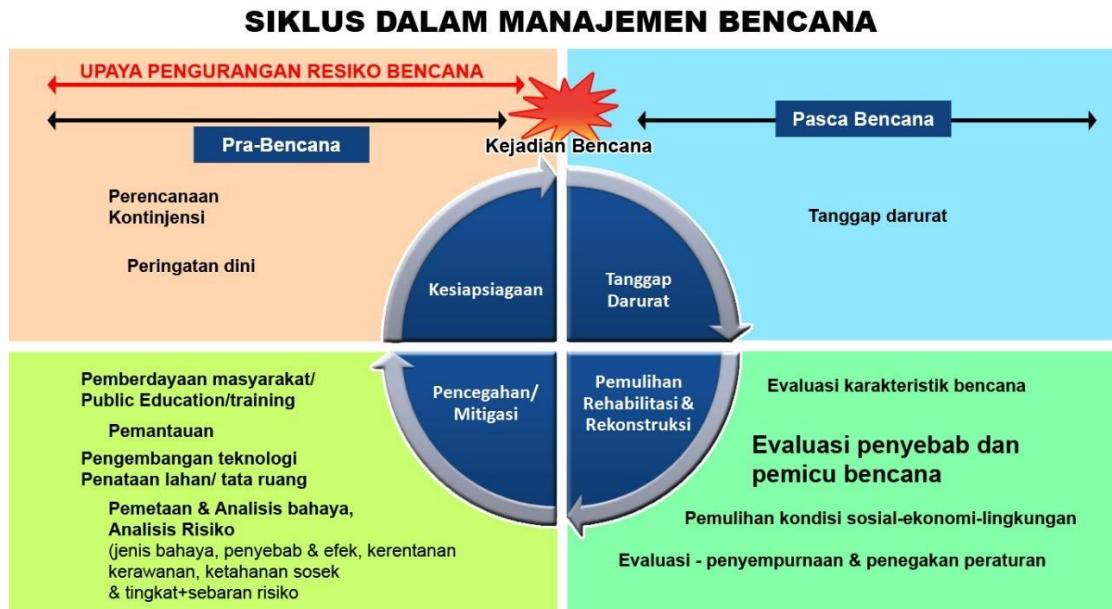 SIKLUS DALAM MANAJEMEN BENCANA
UPAYA PENGURANGAN RESIKO BENCANA
Pra-Bencana
Kejadian Bencana
Pasca Bencana
Perencanaan
Kontinjensi
Peringatan dini
Kesiapsiagaan
Tanggap
Darurat
Tanggap darurat
Pemberdayaan masyarakat/
Public Education/training
Pemantauan
Pengembangan teknologi
Penataan lahan/ tata ruang
Pemetaan & Analisis bahaya,
Analisis Risiko
(jenis bahaya, penyebab & efek, kerentanan
kerawanan, ketahanan sosek
& tingkat+sebaran risiko
Pencegahan/
Mitigasi
Pemulihan
Rehabilitasi &
Rekonstruksi
Evaluasi karakteristik bencana
Evaluasi penyebab dan
pemicu bencana
Pemulihan kondisi sosial-ekonomi-lingkungan
Evaluasi - penyempurnaan & penegakan peraturan